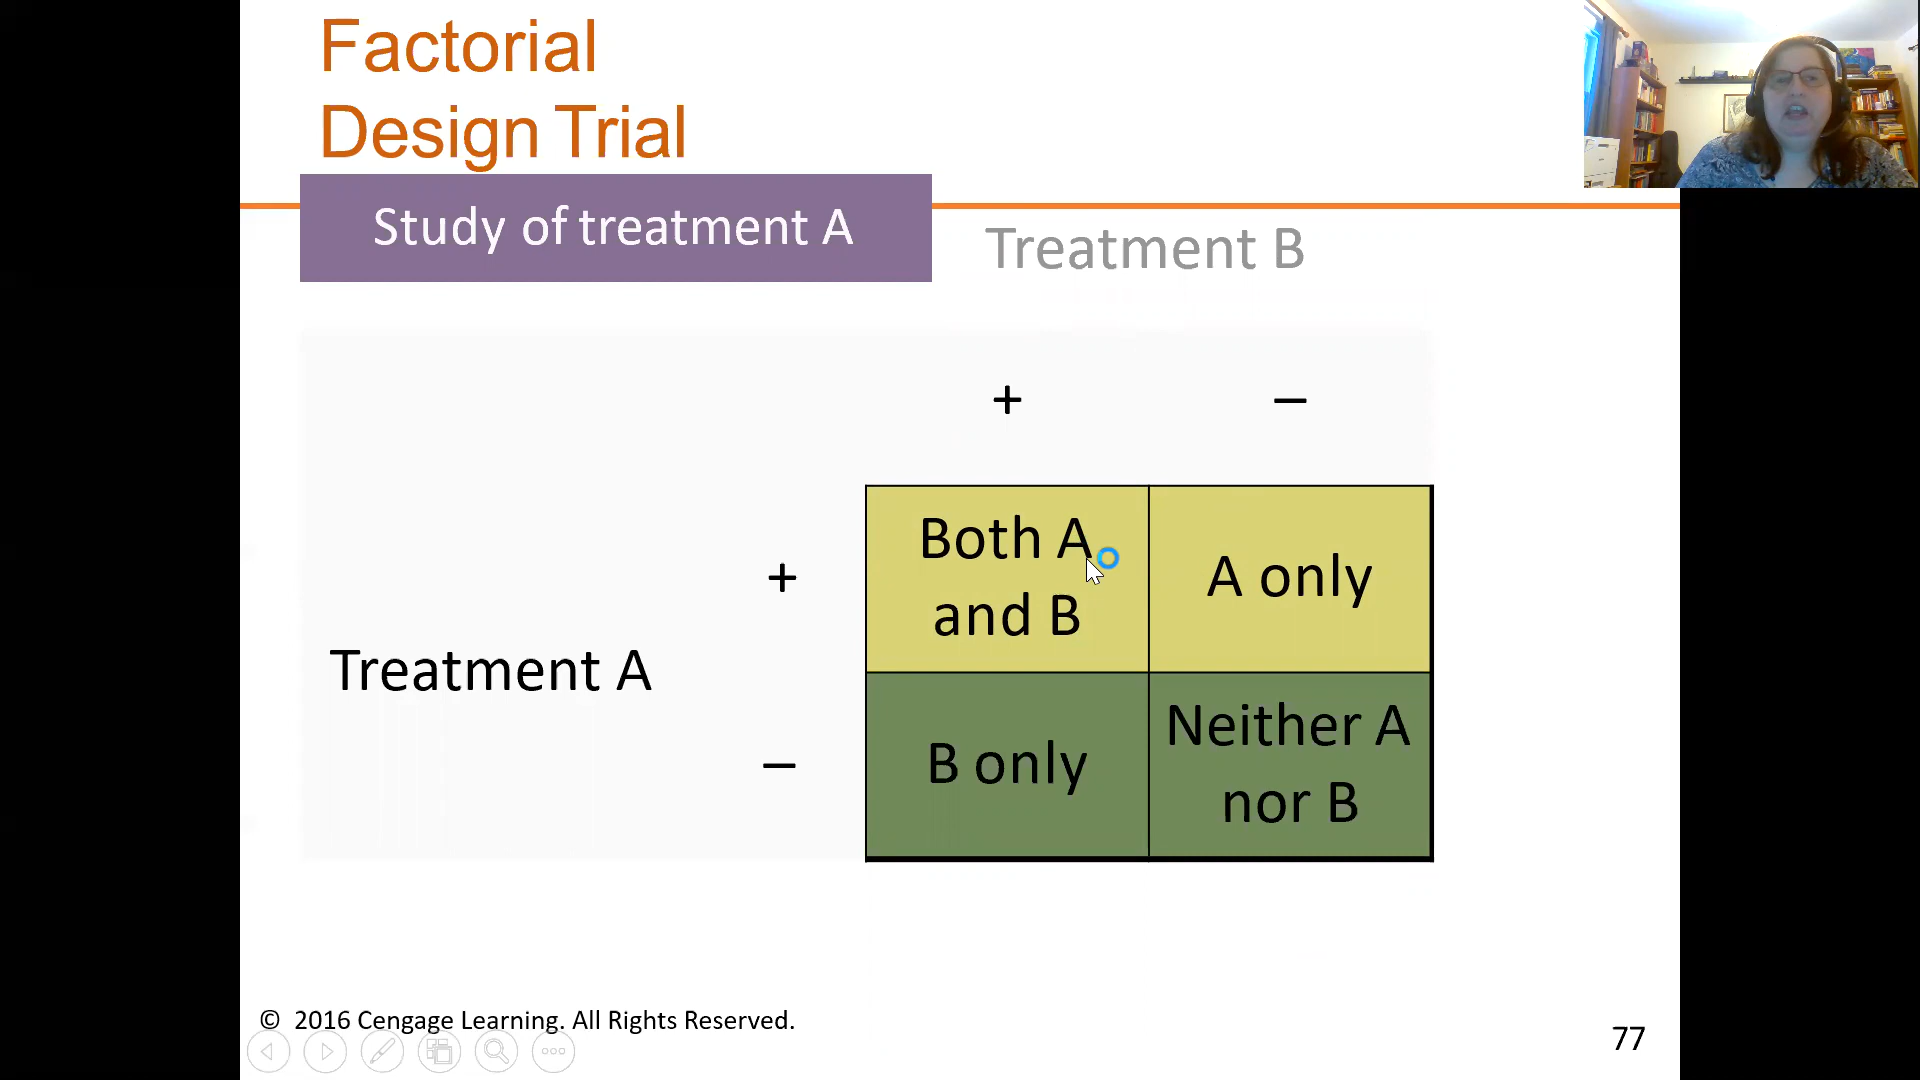 Factorial
Design Trial
Study of treatment A
Treatment B
+ –
+
Both A
and B
A only
Treatment A
–
B only
Neither A
nor B
© 2016 Cengage Learning. All Rights Reserved.
77